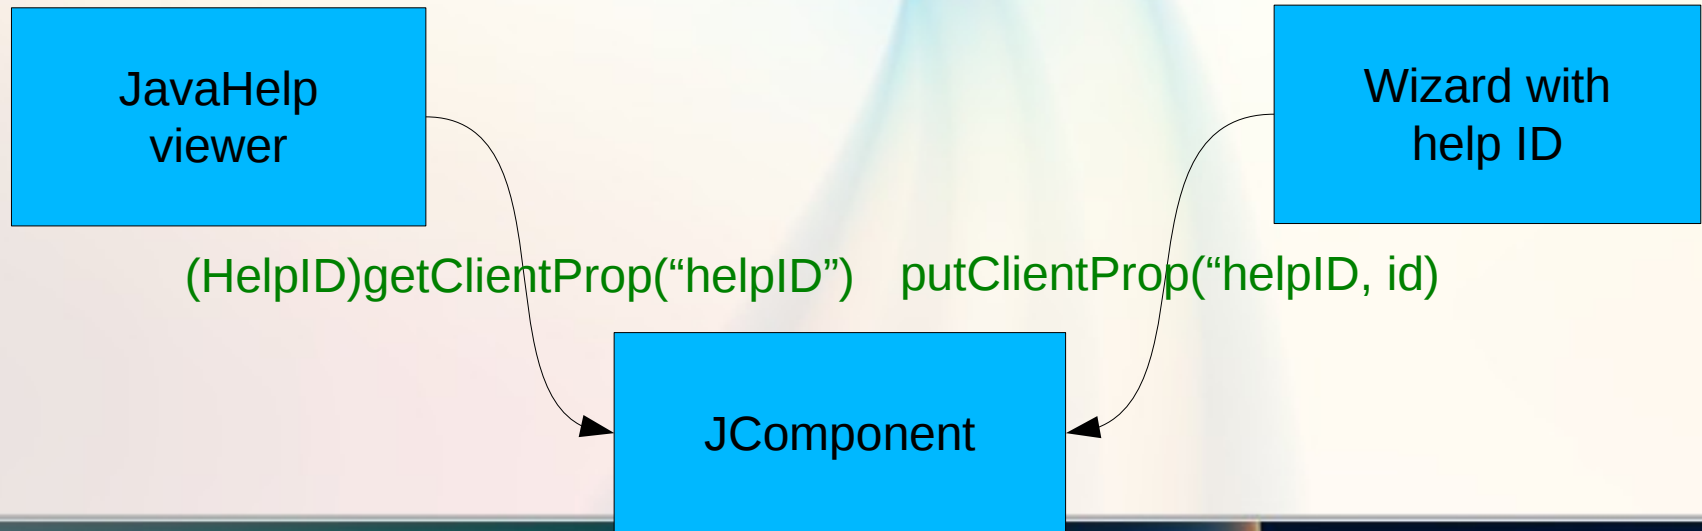 JavaHelp
viewer
Wizard with
help ID
(HelpID)getClientProp(“helpID”)
putClientProp(“helpID, id)
JComponent